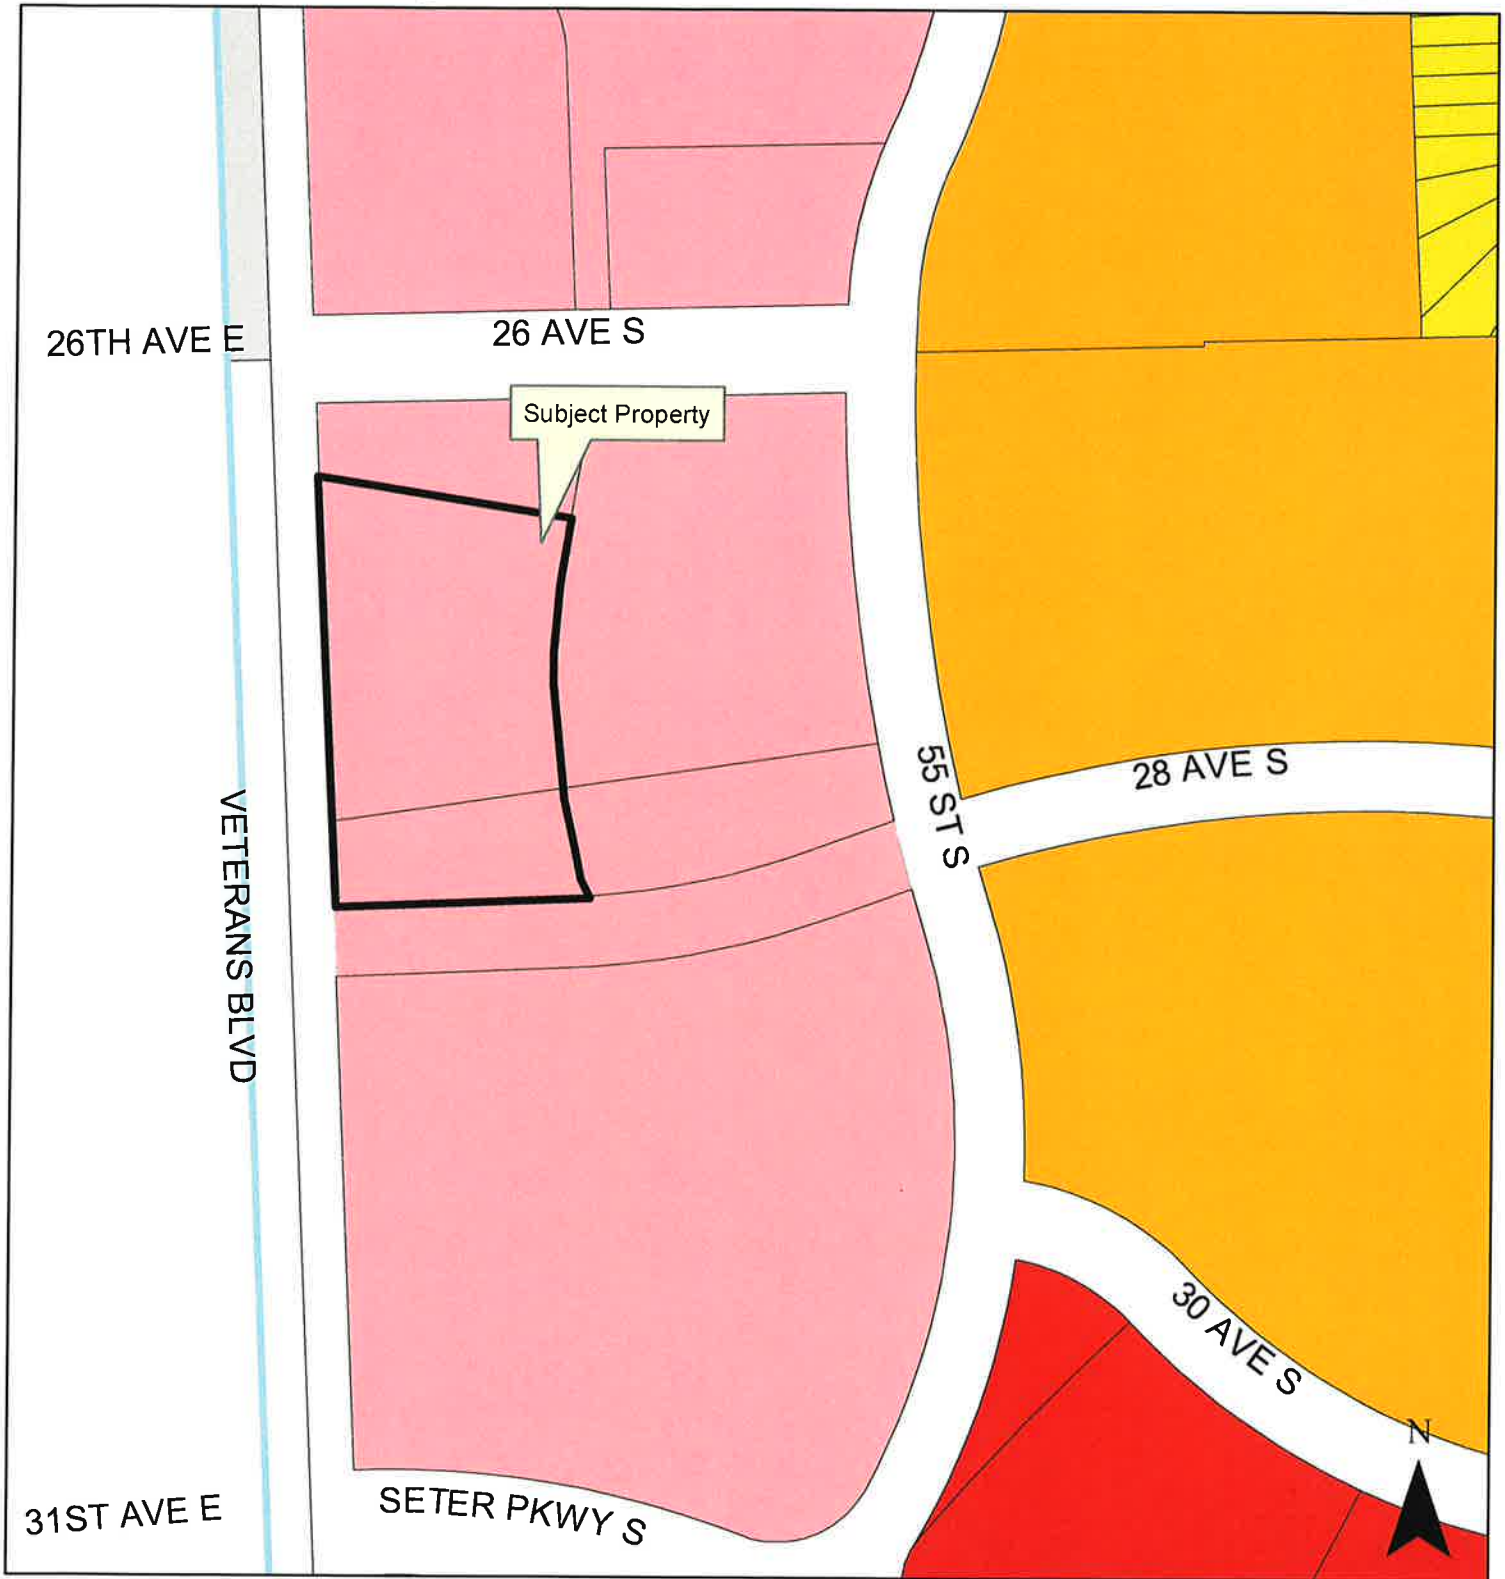 26TH AVE E
26 AVE S
Subject Property
55 ST S
28 AVE S
VETERANS BLVD
30 AVE S
N
31ST AVE E
SETER PKWY S